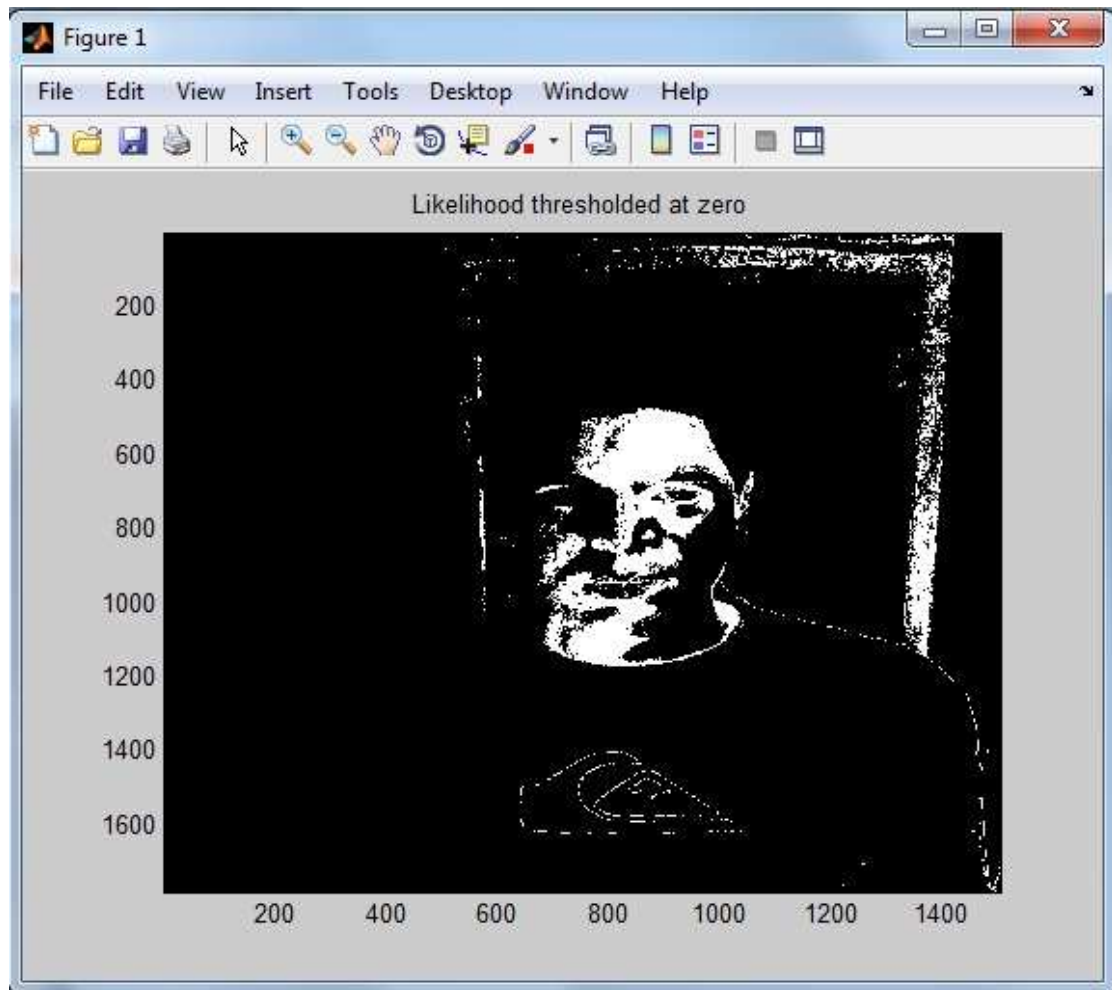 Figure 1
File Edit View Insert Tools Desktop Window Help
Likelihood thresholded at zero
200
400
600
800
1000
1200
1400
1600
200 400 600 800 1000 1200 1400